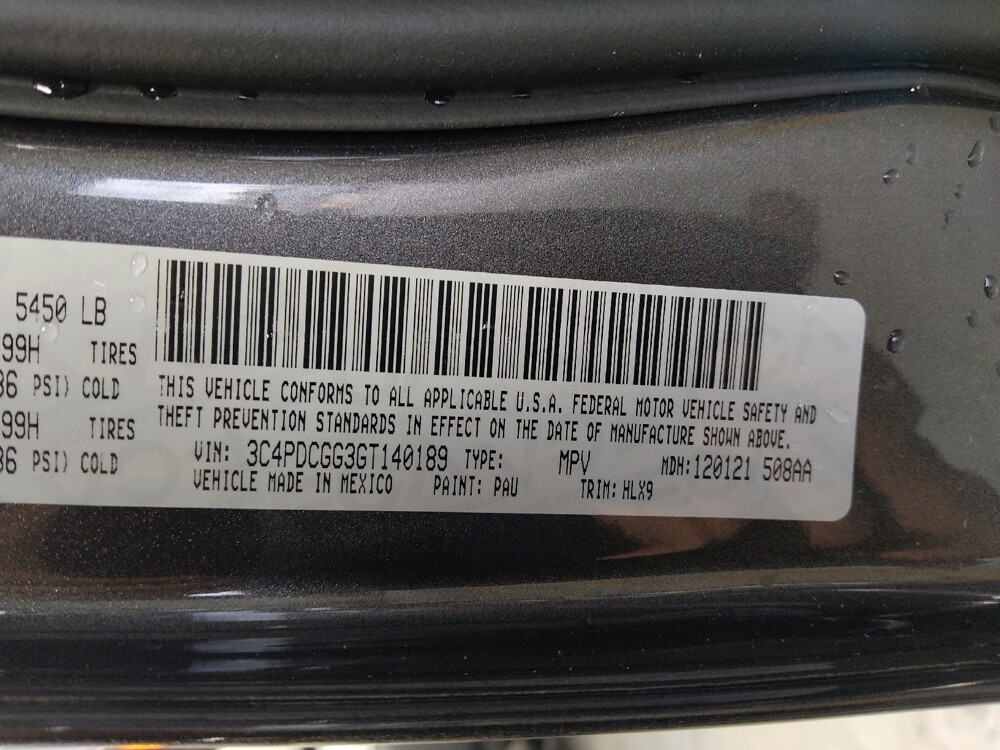 5450 LB
99H TIRES
36 PSI) COLD
99H TIRES
36 PSI) COLD
THIS VEHICLE CONFORMS TO ALL APPLICABLE U.S.A. FEDERAL MOTOR VEHICLE SAFETY AND
THEFT PREVENTION STANDARDS IN EFFECT ON THE DATE OF MANUFACTURE SHOWN ABOVE.
VIN: 3C4PDCGG3GT140189 TYPE: MPV MDH:120121 508AA
VEHICLE MADE IN MEXICO PAINT: PAU TRIM: HLX9